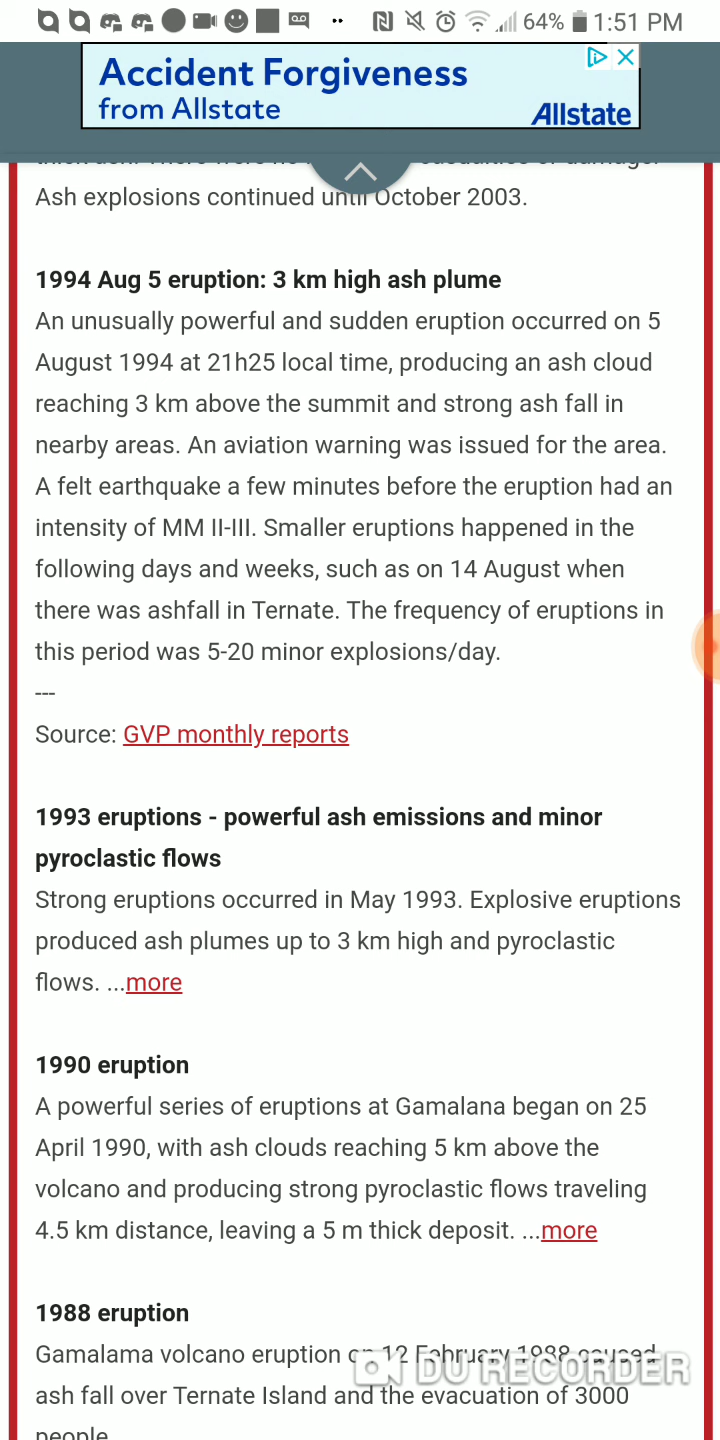 64% 1:51 PM
Accident Forgiveness
from Allstate
Allstate
Ash explosions continued until October 2003.
1994 Aug 5 eruption: 3 km high ash plume
An unusually powerful and sudden eruption occurred on 5
August 1994 at 21h25 local time, producing an ash cloud
reaching 3 km above the summit and strong ash fall in
nearby areas. An aviation warning was issued for the area.
A felt earthquake a few minutes before the eruption had an
intensity of MM II-III. Smaller eruptions happened in the
following days and weeks, such as on 14 August when
there was ashfall in Ternate. The frequency of eruptions in
this period was 5-20 minor explosions/day.
---
Source: GVP monthly reports
1993 eruptions - powerful ash emissions and minor
pyroclastic flows
Strong eruptions occurred in May 1993. Explosive eruptions
produced ash plumes up to 3 km high and pyroclastic
flows. ...more
1990 eruption
A powerful series of eruptions at Gamalana began on 25
April 1990, with ash clouds reaching 5 km above the
volcano and producing strong pyroclastic flows traveling
4.5 km distance, leaving a 5 m thick deposit. ...more
1988 eruption
Gamalama volcano eruption on 12 February 1988 caused
DU RECORDER
ash fall over Ternate Island and the evacuation of 3000
people